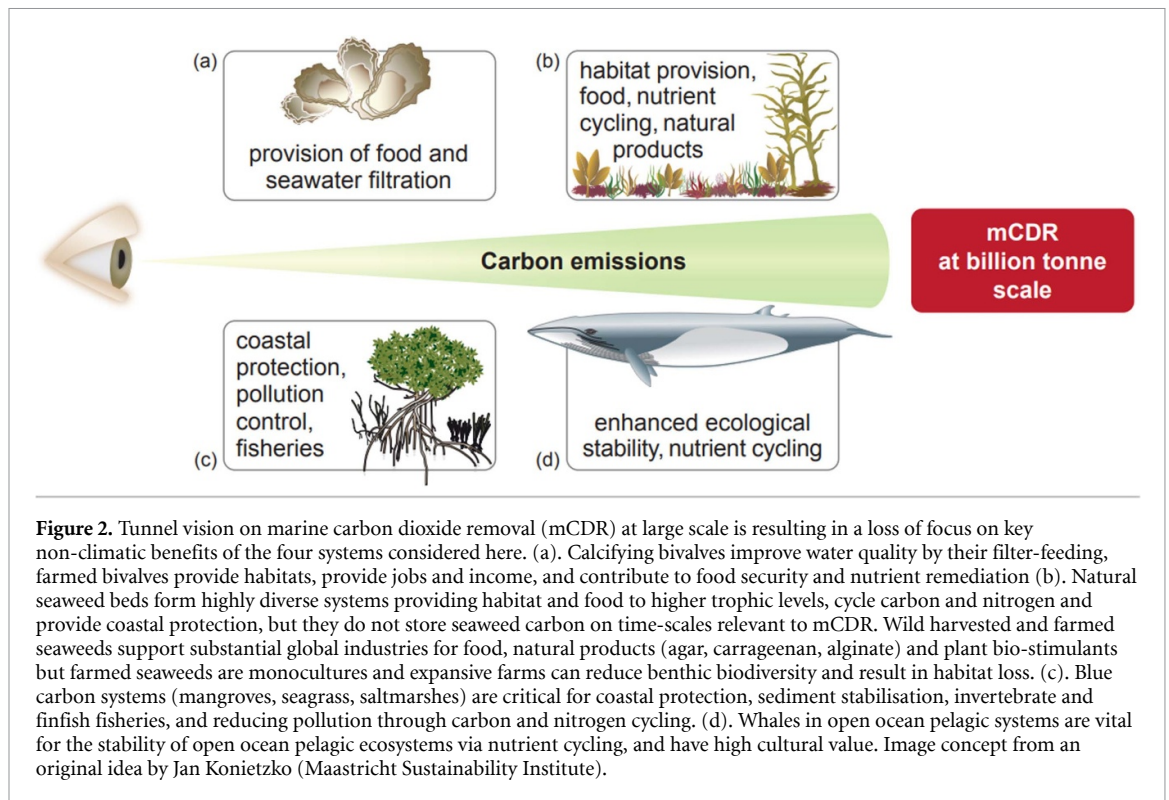 (a)
provision of food and
seawater filtration
(b)
habitat provision,
food, nutrient
cycling, natural
products
Carbon emissions
mCDR
at billion tonne
scale
coastal
protection,
pollution
control,
fisheries
(c)
enhanced ecological
stability, nutrient cycling
(d)
Figure 2. Tunnel vision on marine carbon dioxide removal (mCDR) at large scale is resulting in a loss of focus on key
non-climatic benefits of the four systems considered here. (a). Calcifying bivalves improve water quality by their filter-feeding,
farmed bivalves provide habitats, provide jobs and income, and contribute to food security and nutrient remediation (b). Natural
seaweed beds form highly diverse systems providing habitat and food to higher trophic levels, cycle carbon and nitrogen and
provide coastal protection, but they do not store seaweed carbon on time-scales relevant to mCDR. Wild harvested and farmed
seaweeds support substantial global industries for food, natural products (agar, carrageenan, alginate) and plant bio-stimulants
but farmed seaweeds are monocultures and expansive farms can reduce benthic biodiversity and result in habitat loss. (c). Blue
carbon systems (mangroves, seagrass, saltmarshes) are critical for coastal protection, sediment stabilisation, invertebrate and
finfish fisheries, and reducing pollution through carbon and nitrogen cycling. (d). Whales in open ocean pelagic systems are vital
for the stability of open ocean pelagic ecosystems via nutrient cycling, and have high cultural value. Image concept from an
original idea by Jan Konietzko (Maastricht Sustainability Institute).